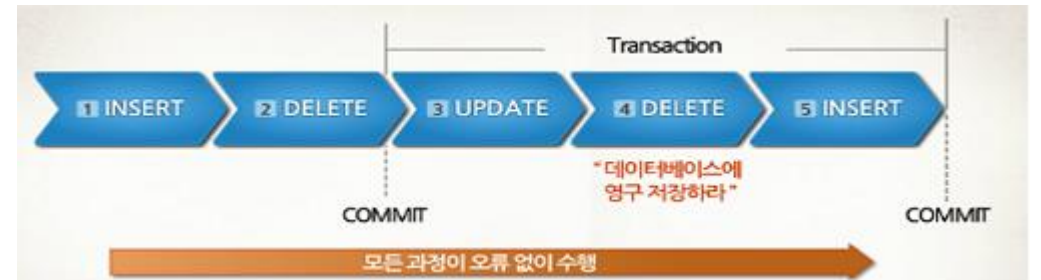 Transaction
1 INSERT
2 DELETE
3 UPDATE
4 DELETE
5 INSERT
"데이터베이스에
영구 저장하라"
COMMIT
COMMIT
모든 과정이 오류 없이 수행